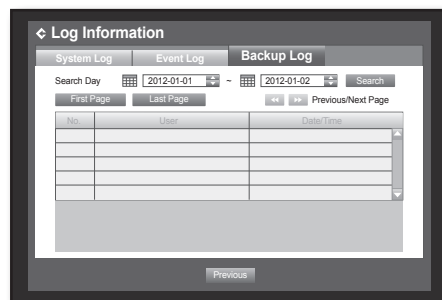 Log Information
System Log Event Log Backup Log
Search Day 2012-01-01 ~ 2012-01-02 Search
First Page Last Page Previous/Next Page
No. User Date/Time
Previous